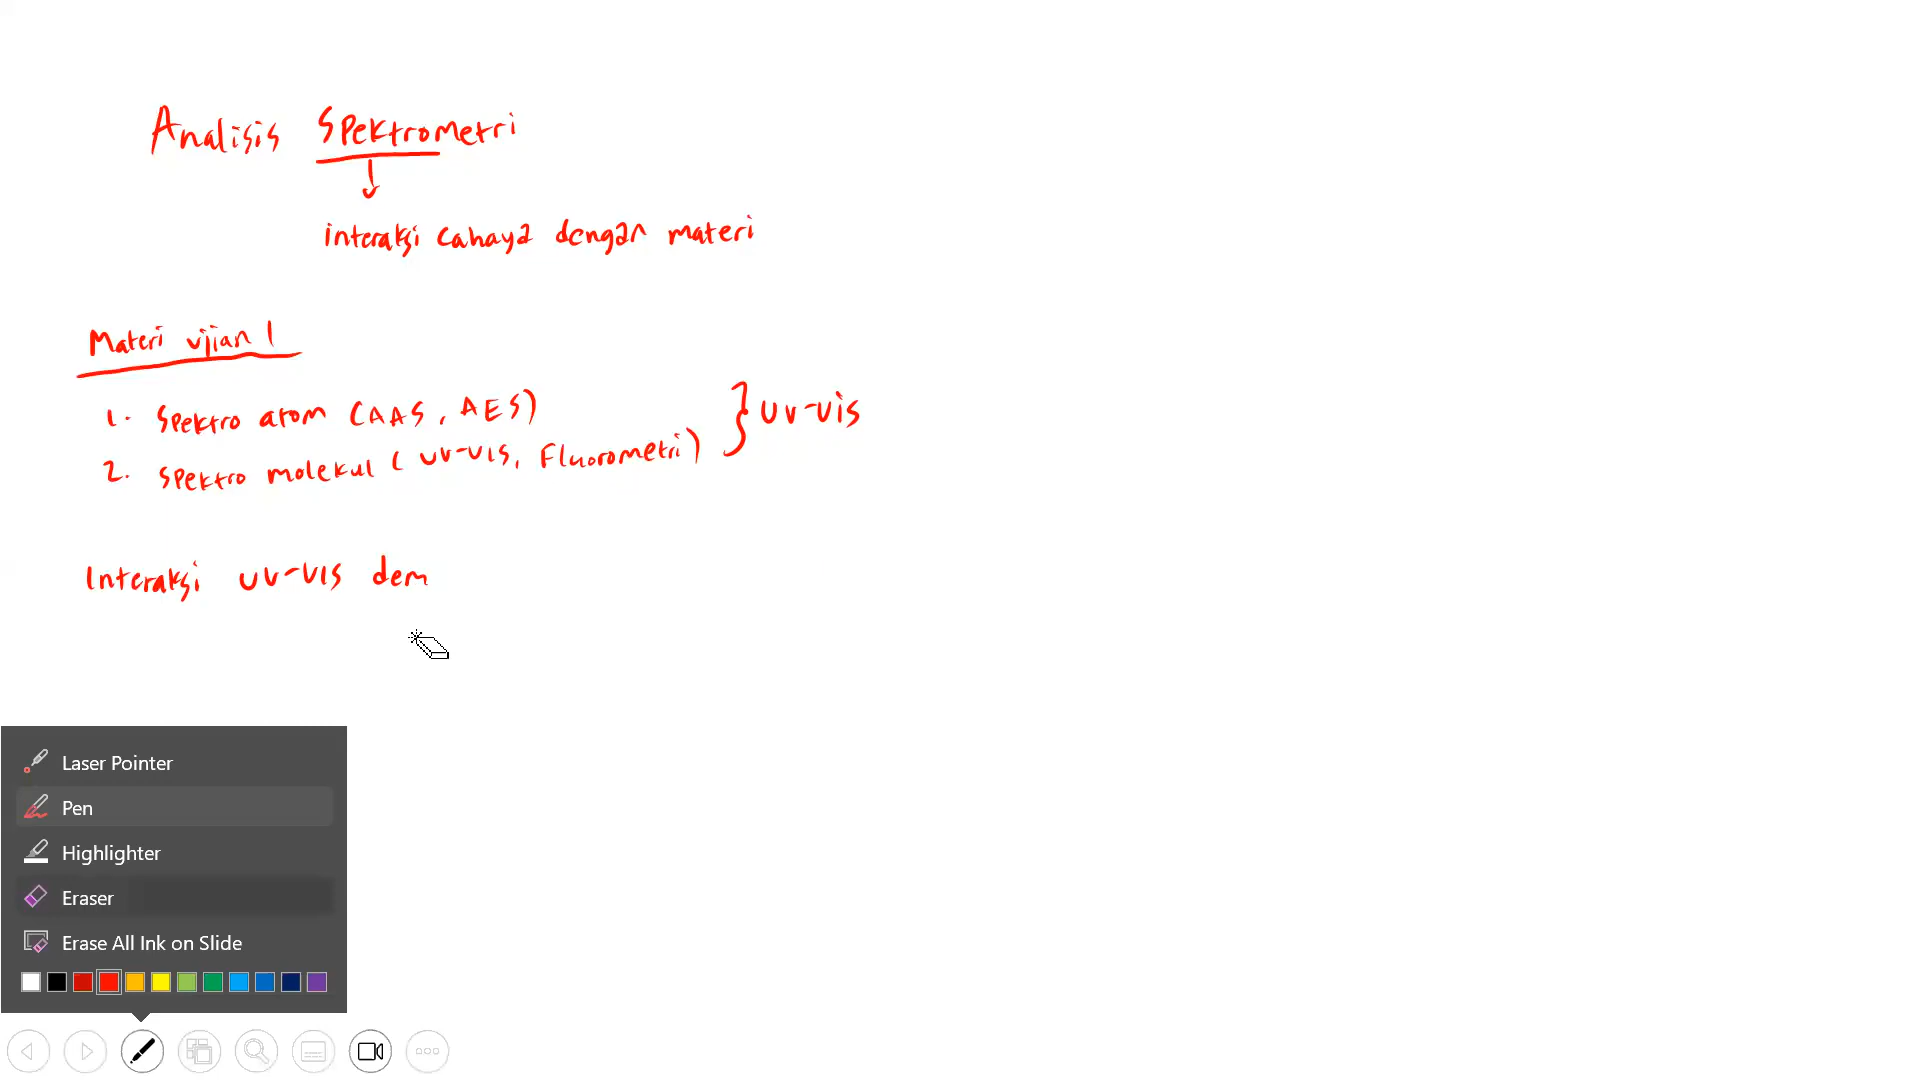 Analisis Spektrometri
interaksi cahaya dengan materi
Materi ujian 1
1. Spektro atom (AAS, AES)
2. Spektro molekul (UV-VIS, Fluorometri)
} UV-Vis
Interaksi UV-VIS dem
Laser Pointer
Pen
Highlighter
Eraser
Erase All Ink on Slide